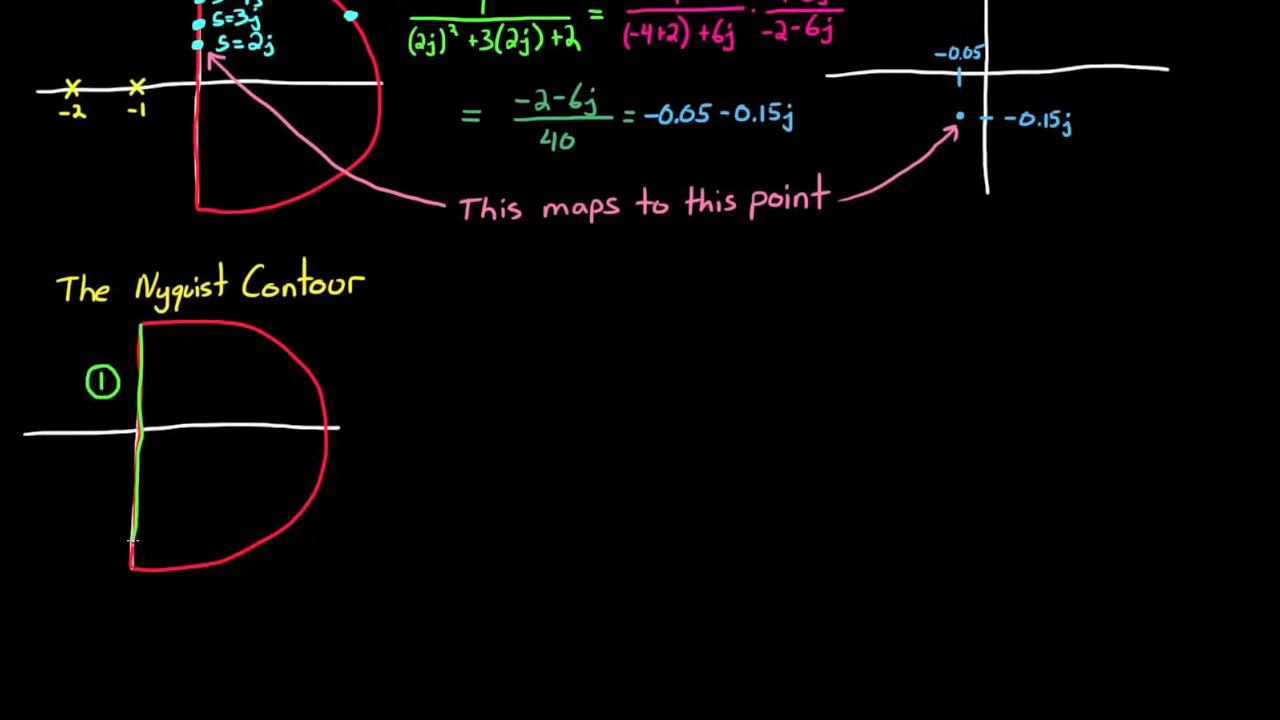 s=3j
s=2j
-2
-1
1
(2j)² +3(2j)+2
=
(-4+2) +6j
·
-2-6j
= -2-6j
40
= -0.05 -0.15j
-0.05
-0.15j
This maps to this point
The Nyquist Contour
1